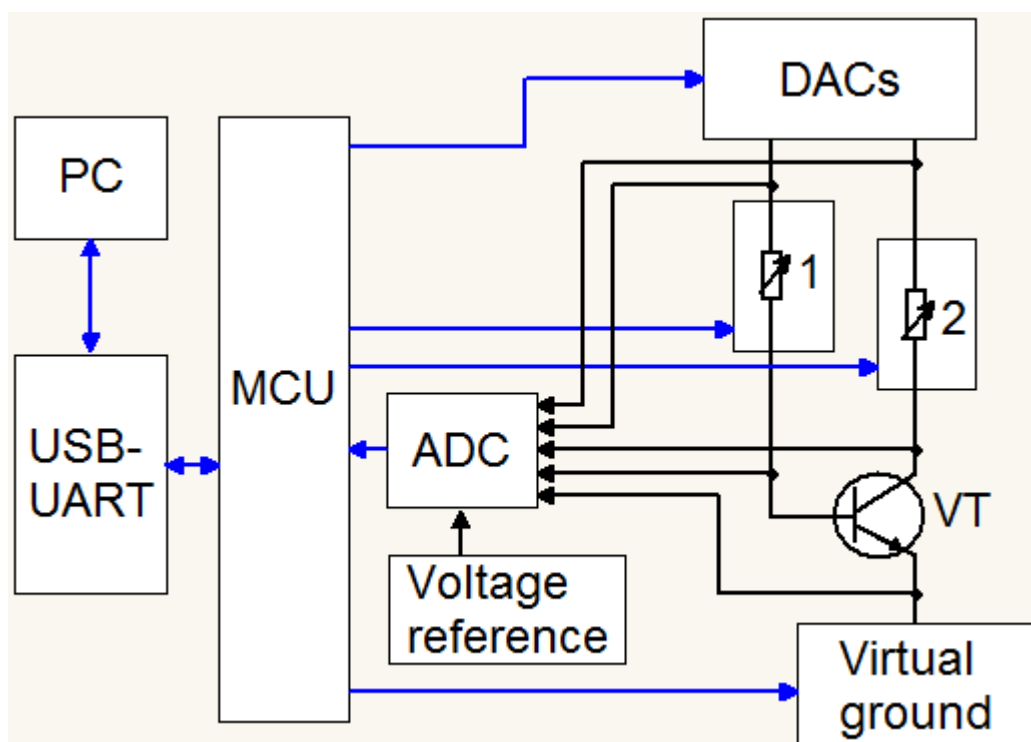 DACs
PC
1
2
MCU
USB-
UART
ADC
VT
Voltage
reference
Virtual
ground